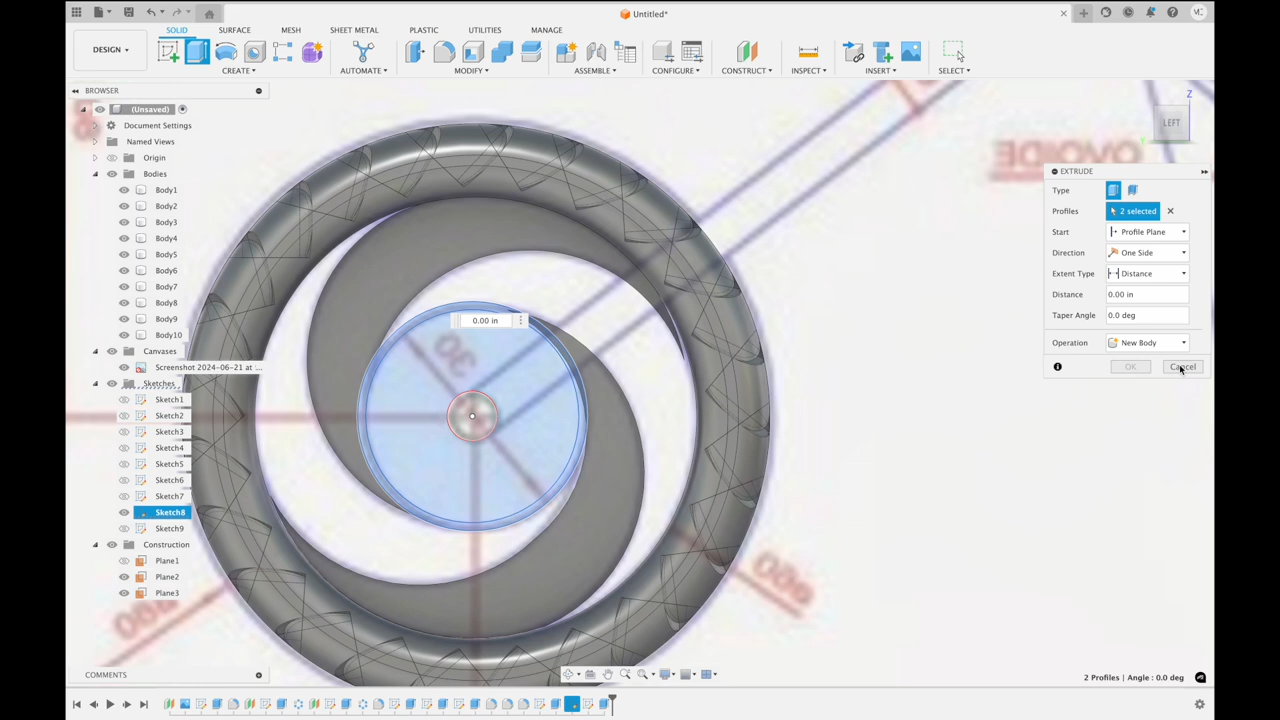 Untitled*
MC
SOLID
SURFACE
MESH
SHEET METAL
PLASTIC
UTILITIES
MANAGE
DESIGN
CREATE
AUTOMATE
MODIFY
ASSEMBLE
CONFIGURE
CONSTRUCT
INSPECT
INSERT
SELECT
BROWSER
(Unsaved)
Document Settings
Named Views
Origin
Bodies
Body1
Body2
Body3
Body4
Body5
Body6
Body7
Body8
Body9
Body10
Canvases
Screenshot 2024-06-21 at '...
Sketches
Sketch1
Sketch2
Sketch3
Sketch4
Sketch5
Sketch6
Sketch7
Sketch8
Sketch9
Construction
Plane1
Plane2
Plane3
0.00 in
30
Z
LEFT
Y
EXTRUDE
Type
Profiles
2 selected
Start
Profile Plane
Direction
One Side
Extent Type
Distance
Distance
0.00 in
Taper Angle
0.0 deg
Operation
New Body
OK
Cancel
COMMENTS
2 Profiles | Angle : 0.0 deg